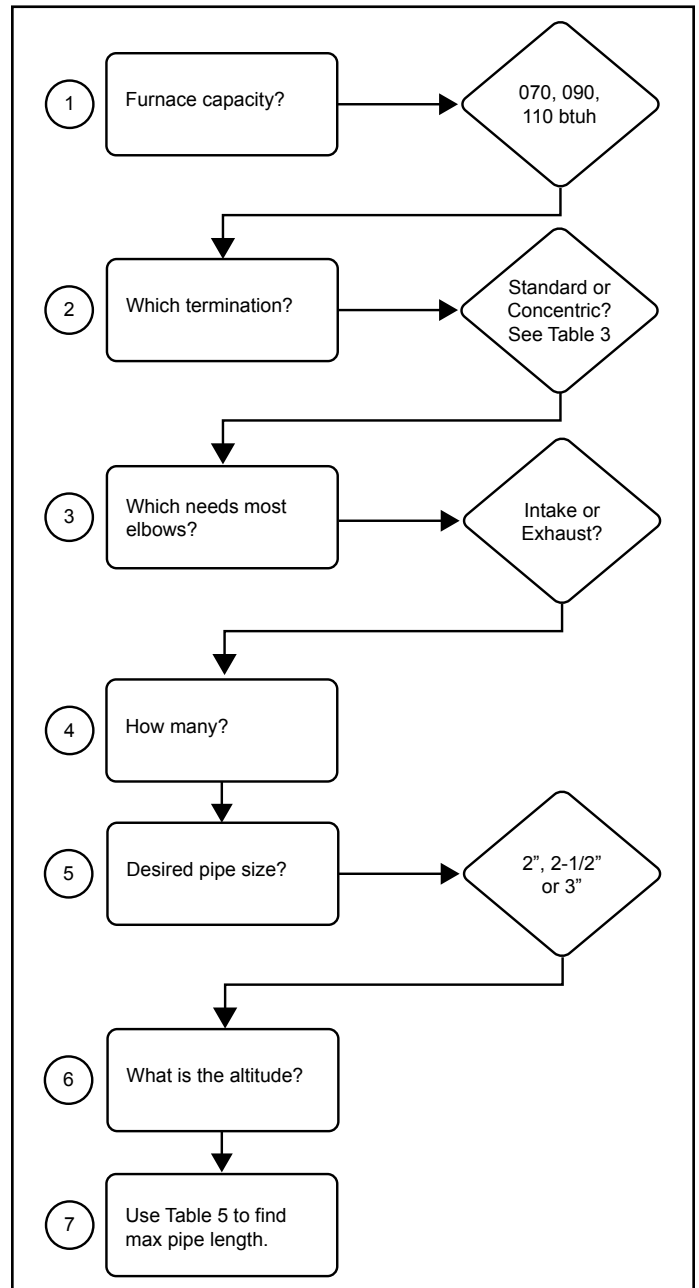 1
Furnace capacity?
070, 090,
110 btuh
2
Which termination?
Standard or
Concentric?
See Table 3
3
Which needs most
elbows?
Intake or
Exhaust?
4
How many?
5
Desired pipe size?
2”, 2-1/2”
or 3”
6
What is the altitude?
7
Use Table 5 to find
max pipe length.